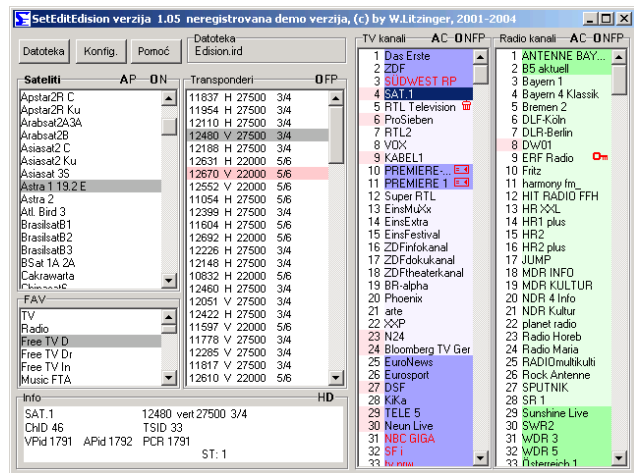 SetEditEdision verzija 1.05 neregistrovana demo verzija, (c) by W.Litzinger, 2001-2004
Datoteka
Konfig.
Pomoć
Datoteka
Edision.ird
Sateliti AP ON
Apstar2R C
Apstar2R Ku
Arabsat2A3A
Arabsat2B
Asiasat2 C
Asiasat2 Ku
Asiasat 3S
Astra 1 19.2 E
Astra 2
Atl. Bird 3
BrasilsatB1
BrasilsatB2
BrasilsatB3
BSat 1A 2A
Cakrawarta
ChinasatS
FAV
TV
Radio
Free TV D
Free TV Dr
Free TV In
Music FTA
Transponderi OFP
11837 H 27500 3/4
11954 H 27500 3/4
12110 H 27500 3/4
12480 V 27500 3/4
12188 H 27500 3/4
12631 H 22000 5/6
12670 V 22000 5/6
12552 V 22000 5/6
11054 H 27500 5/6
12399 H 27500 3/4
11604 H 27500 5/6
12692 H 22000 5/6
12226 H 27500 3/4
12148 H 27500 3/4
10832 H 22000 5/6
12460 H 27500 3/4
12051 V 27500 3/4
12422 H 27500 3/4
11597 V 22000 5/6
11778 V 27500 3/4
12285 V 27500 3/4
11817 V 27500 3/4
12610 V 22000 5/6
Info HD
SAT.1 12480 vert 27500 3/4
ChID 46 TSID 33
VPid 1791 APid 1792 PCR 1791
ST: 1
TV kanali AC ONFP
1 Das Erste
2 ZDF
3 SÜDWEST RP
4 SAT.1
5 RTL Television
6 ProSieben
7 RTL2
8 VOX
9 KABEL1
10 PREMIERE-...
11 PREMIERE 1
12 Super RTL
13 EinsMuXx
14 EinsExtra
15 EinsFestival
16 ZDFinfokanal
17 ZDFdokukanal
18 ZDFtheaterkanal
19 BR-alpha
20 Phoenix
21 arte
22 XXP
23 N24
24 Bloomberg TV Ger
25 EuroNews
26 Eurosport
27 DSF
28 KiKa
29 TELE 5
30 Neun Live
31 NBC GIGA
32 SF i
33 tv.nrw
Radio kanali AC ONFP
1 ANTENNE BAY...
2 B5 aktuell
3 Bayern 1
4 Bayern 4 Klassik
5 Bremen 2
6 DLF-Köln
7 DLR-Berlin
8 DW01
9 ERF Radio
10 Fritz
11 harmony fm_
12 HIT RADIO FFH
13 HR XXL
14 HR1 plus
15 HR2
16 HR2 plus
17 JUMP
18 MDR INFO
19 MDR KULTUR
20 NDR 4 Info
21 NDR Kultur
22 planet radio
23 Radio Horeb
24 Radio Maria
25 RADIOmultikulti
26 Rock Antenne
27 SPUTNIK
28 SR 1
29 Sunshine Live
30 SWR2
31 WDR 3
32 WDR 5
33 Österreich 1